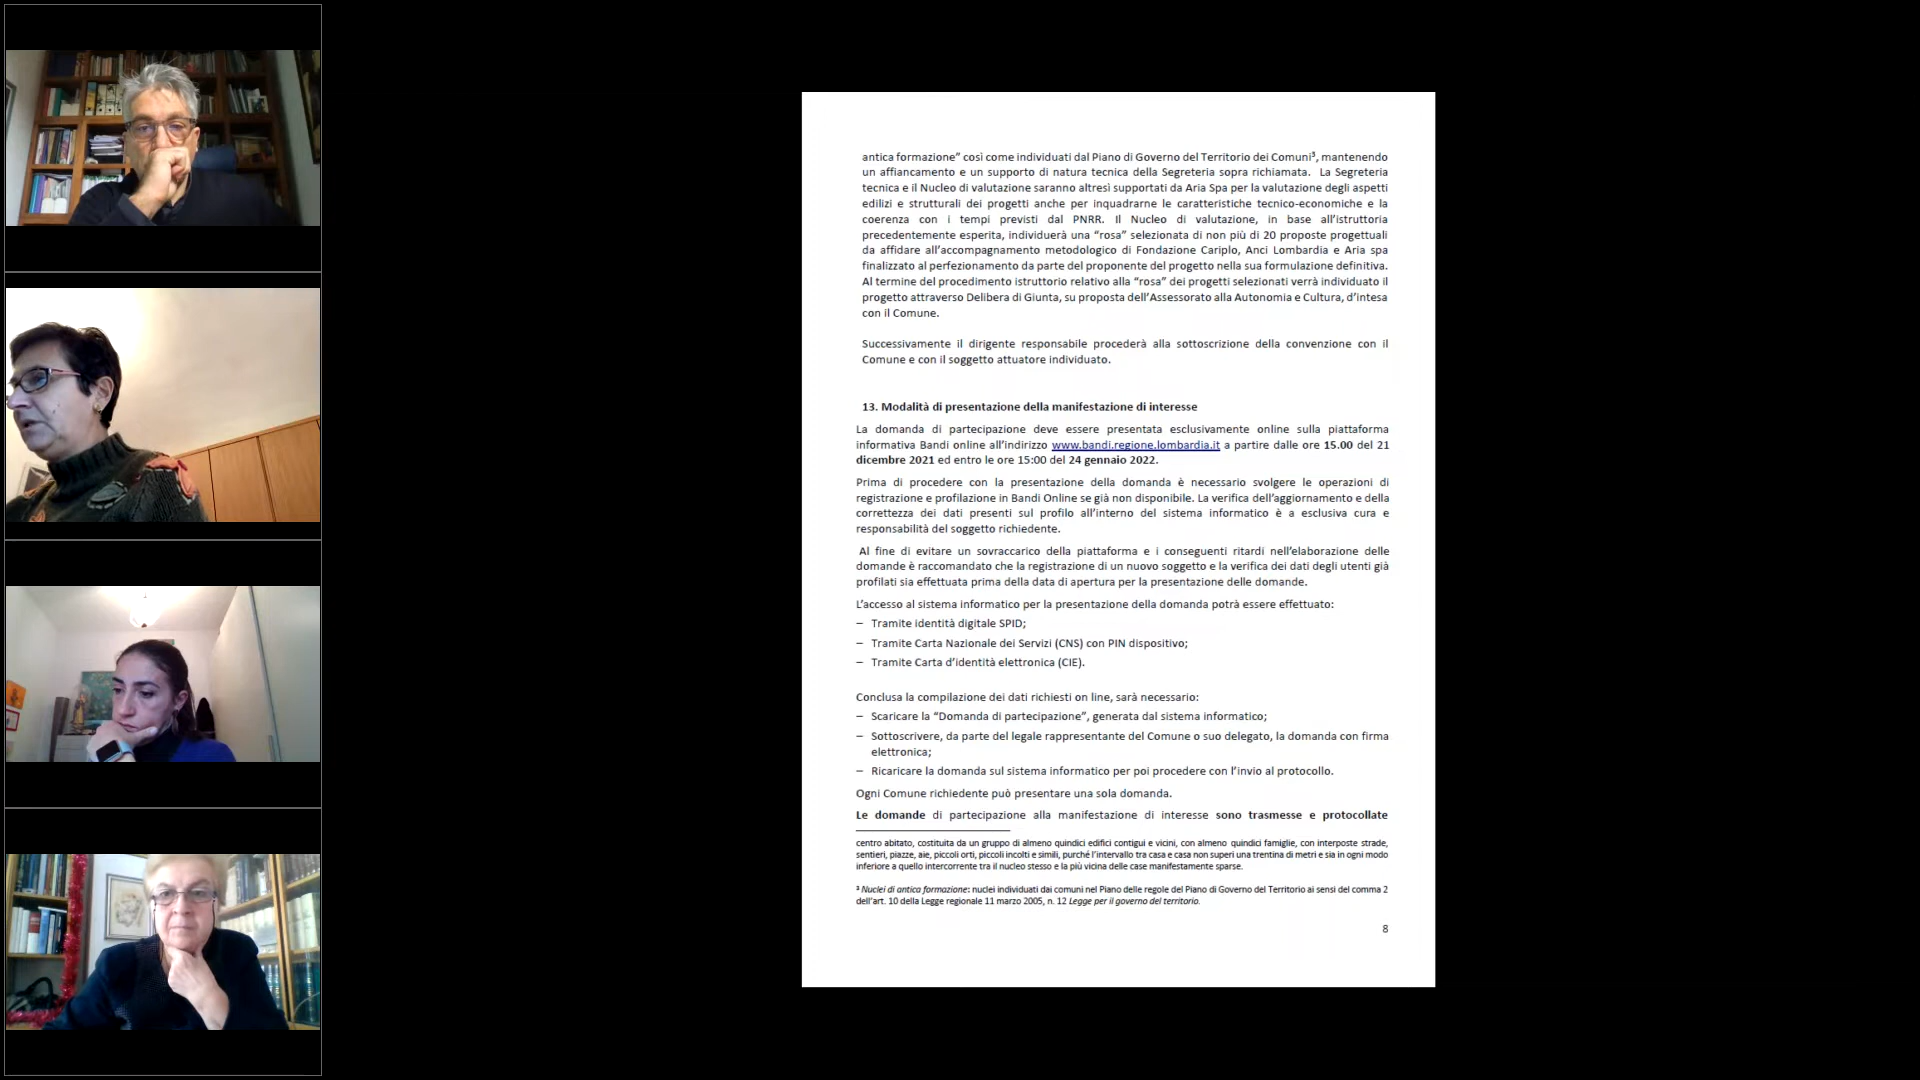 antica formazione” così come individuati dal Piano di Governo del Territorio dei Comuni³, mantenendo
un affiancamento e un supporto di natura tecnica della Segreteria sopra richiamata. La Segreteria
tecnica e il Nucleo di valutazione saranno altresì supportati da Aria Spa per la valutazione degli aspetti
edilizi e strutturali dei progetti anche per inquadrarne le caratteristiche tecnico-economiche e la
coerenza con i tempi previsti dal PNRR. Il Nucleo di valutazione, in base all’istruttoria
precedentemente esperita, individuerà una “rosa” selezionata di non più di 20 proposte progettuali
da affidare all’accompagnamento metodologico di Fondazione Cariplo, Anci Lombardia e Aria spa
finalizzato al perfezionamento da parte del proponente del progetto nella sua formulazione definitiva.
Al termine del procedimento istruttorio relativo alla “rosa” dei progetti selezionati verrà individuato il
progetto attraverso Delibera di Giunta, su proposta dell’Assessorato alla Autonomia e Cultura, d’intesa
con il Comune.
Successivamente il dirigente responsabile procederà alla sottoscrizione della convenzione con il
Comune e con il soggetto attuatore individuato.
13. Modalità di presentazione della manifestazione di interesse
La domanda di partecipazione deve essere presentata esclusivamente online sulla piattaforma
informativa Bandi online all’indirizzo www.bandi.regione.lombardia.it a partire dalle ore 15.00 del 21
dicembre 2021 ed entro le ore 15:00 del 24 gennaio 2022.
Prima di procedere con la presentazione della domanda è necessario svolgere le operazioni di
registrazione e profilazione in Bandi Online se già non disponibile. La verifica dell’aggiornamento e della
correttezza dei dati presenti sul profilo all’interno del sistema informatico è a esclusiva cura e
responsabilità del soggetto richiedente.
Al fine di evitare un sovraccarico della piattaforma e i conseguenti ritardi nell’elaborazione delle
domande è raccomandato che la registrazione di un nuovo soggetto e la verifica dei dati degli utenti già
profilati sia effettuata prima della data di apertura per la presentazione delle domande.
L’accesso al sistema informatico per la presentazione della domanda potrà essere effettuato:
– Tramite identità digitale SPID;
– Tramite Carta Nazionale dei Servizi (CNS) con PIN dispositivo;
– Tramite Carta d’identità elettronica (CIE).
Conclusa la compilazione dei dati richiesti on line, sarà necessario:
– Scaricare la “Domanda di partecipazione”, generata dal sistema informatico;
– Sottoscrivere, da parte del legale rappresentante del Comune o suo delegato, la domanda con firma
elettronica;
– Ricaricare la domanda sul sistema informatico per poi procedere con l’invio al protocollo.
Ogni Comune richiedente può presentare una sola domanda.
Le domande di partecipazione alla manifestazione di interesse sono trasmesse e protocollate
centro abitato, costituita da un gruppo di almeno quindici edifici contigui e vicini, con almeno quindici famiglie, con interposte strade,
sentieri, piazze, aie, piccoli orti, piccoli incolti e simili, purché l’intervallo tra casa e casa non superi una trentina di metri e sia in ogni modo
inferiore a quello intercorrente tra il nucleo stesso e la più vicina delle case manifestamente sparse.
³ Nuclei di antica formazione: nuclei individuati dai comuni nel Piano delle regole del Piano di Governo del Territorio ai sensi del comma 2
dell’art. 10 della Legge regionale 11 marzo 2005, n. 12 Legge per il governo del territorio.
8